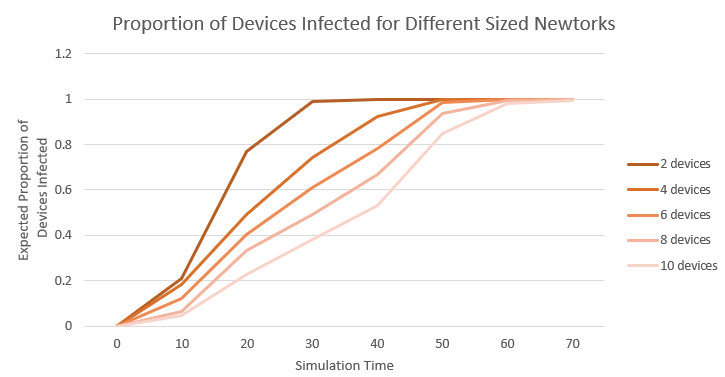 Proportion of Devices Infected for Different Sized Newtorks
1.2
1
0.8
0.6
0.4
0.2
0
Expected Proportion of
Devices Infected
0 10 20 30 40 50 60 70
Simulation Time
2 devices
4 devices
6 devices
8 devices
10 devices